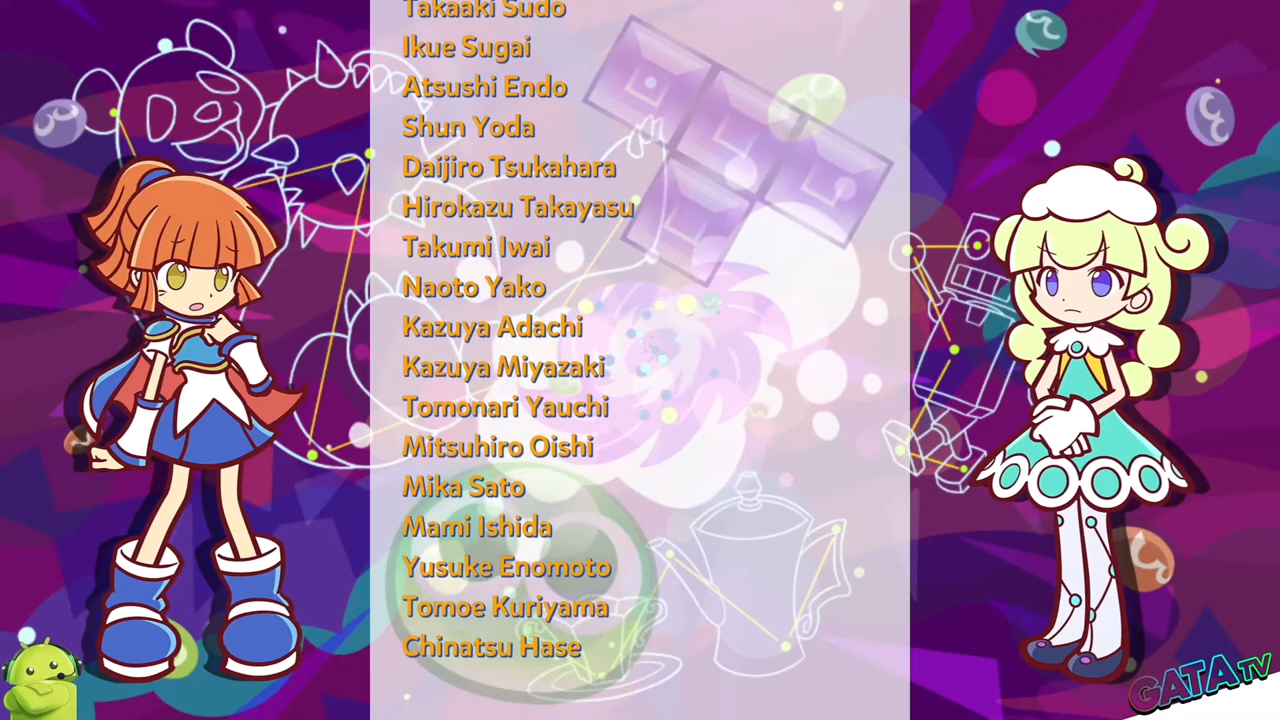 Takaaki Sudo
Ikue Sugai
Atsushi Endo
Shun Yoda
Daijiro Tsukahara
Hirokazu Takayasu
Takumi Iwai
Naoto Yako
Kazuya Adachi
Kazuya Miyazaki
Tomonari Yauchi
Mitsuhiro Oishi
Mika Sato
Mami Ishida
Yusuke Enomoto
Tomoe Kuriyama
Chinatsu Hase
GATA TV